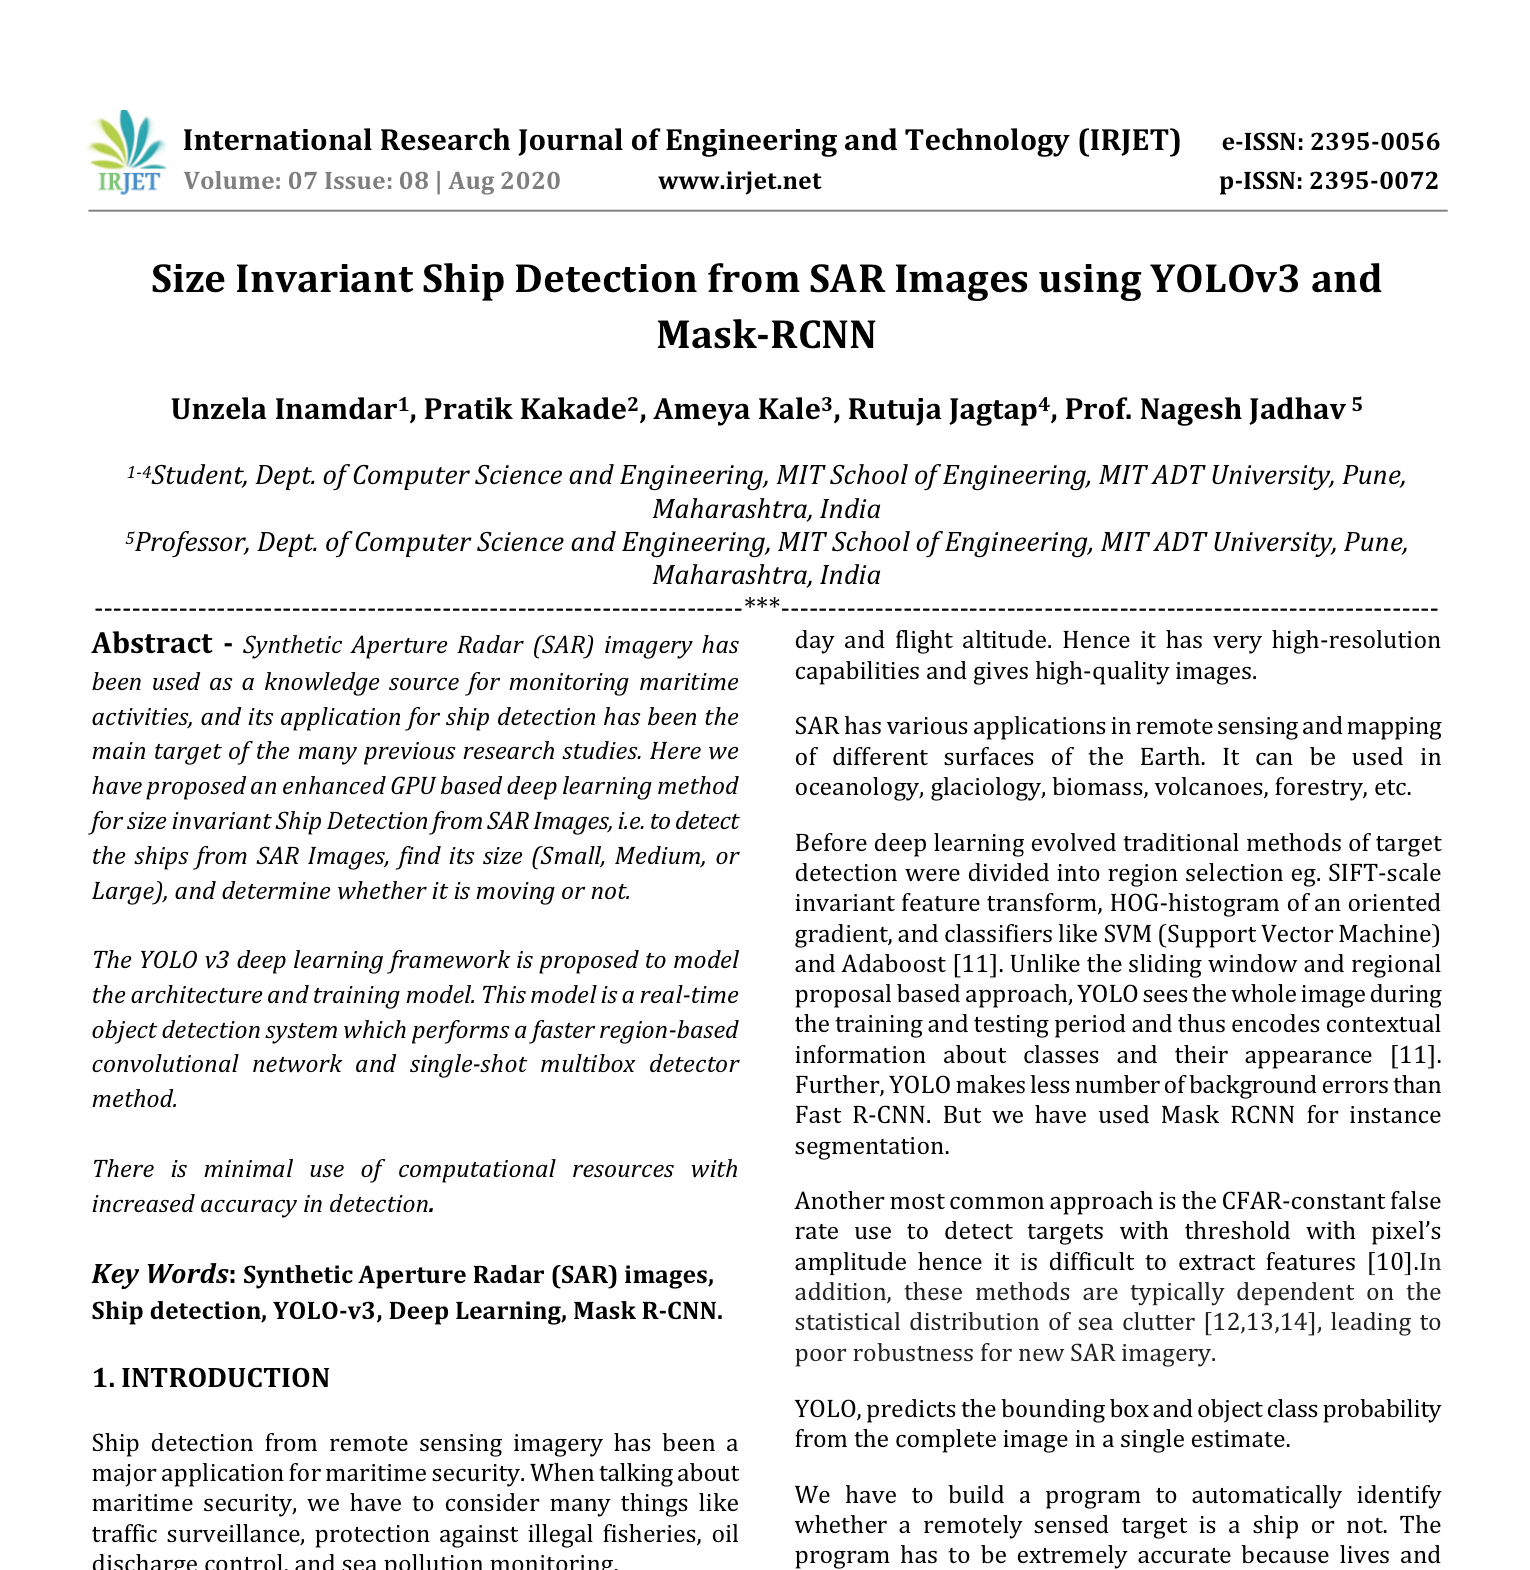 IRJET
International Research Journal of Engineering and Technology (IRJET) e-ISSN: 2395-0056
Volume: 07 Issue: 08 | Aug 2020 www.irjet.net p-ISSN: 2395-0072
Size Invariant Ship Detection from SAR Images using YOLOv3 and
Mask-RCNN
Unzela Inamdar¹, Pratik Kakade², Ameya Kale³, Rutuja Jagtap⁴, Prof. Nagesh Jadhav ⁵
¹⁻⁴Student, Dept. of Computer Science and Engineering, MIT School of Engineering, MIT ADT University, Pune,
Maharashtra, India
⁵Professor, Dept. of Computer Science and Engineering, MIT School of Engineering, MIT ADT University, Pune,
Maharashtra, India
---------------------------------------------------------------------***----------------------------------------------------------------------
Abstract - Synthetic Aperture Radar (SAR) imagery has
been used as a knowledge source for monitoring maritime
activities, and its application for ship detection has been the
main target of the many previous research studies. Here we
have proposed an enhanced GPU based deep learning method
for size invariant Ship Detection from SAR Images, i.e. to detect
the ships from SAR Images, find its size (Small, Medium, or
Large), and determine whether it is moving or not.
The YOLO v3 deep learning framework is proposed to model
the architecture and training model. This model is a real-time
object detection system which performs a faster region-based
convolutional network and single-shot multibox detector
method.
There is minimal use of computational resources with
increased accuracy in detection.
Key Words: Synthetic Aperture Radar (SAR) images,
Ship detection, YOLO-v3, Deep Learning, Mask R-CNN.
1. INTRODUCTION
Ship detection from remote sensing imagery has been a
major application for maritime security. When talking about
maritime security, we have to consider many things like
traffic surveillance, protection against illegal fisheries, oil
discharge control, and sea pollution monitoring.
day and flight altitude. Hence it has very high-resolution
capabilities and gives high-quality images.
SAR has various applications in remote sensing and mapping
of different surfaces of the Earth. It can be used in
oceanology, glaciology, biomass, volcanoes, forestry, etc.
Before deep learning evolved traditional methods of target
detection were divided into region selection eg. SIFT-scale
invariant feature transform, HOG-histogram of an oriented
gradient, and classifiers like SVM (Support Vector Machine)
and Adaboost [11]. Unlike the sliding window and regional
proposal based approach, YOLO sees the whole image during
the training and testing period and thus encodes contextual
information about classes and their appearance [11].
Further, YOLO makes less number of background errors than
Fast R-CNN. But we have used Mask RCNN for instance
segmentation.
Another most common approach is the CFAR-constant false
rate use to detect targets with threshold with pixel’s
amplitude hence it is difficult to extract features [10].In
addition, these methods are typically dependent on the
statistical distribution of sea clutter [12,13,14], leading to
poor robustness for new SAR imagery.
YOLO, predicts the bounding box and object class probability
from the complete image in a single estimate.
We have to build a program to automatically identify
whether a remotely sensed target is a ship or not. The
program has to be extremely accurate because lives and